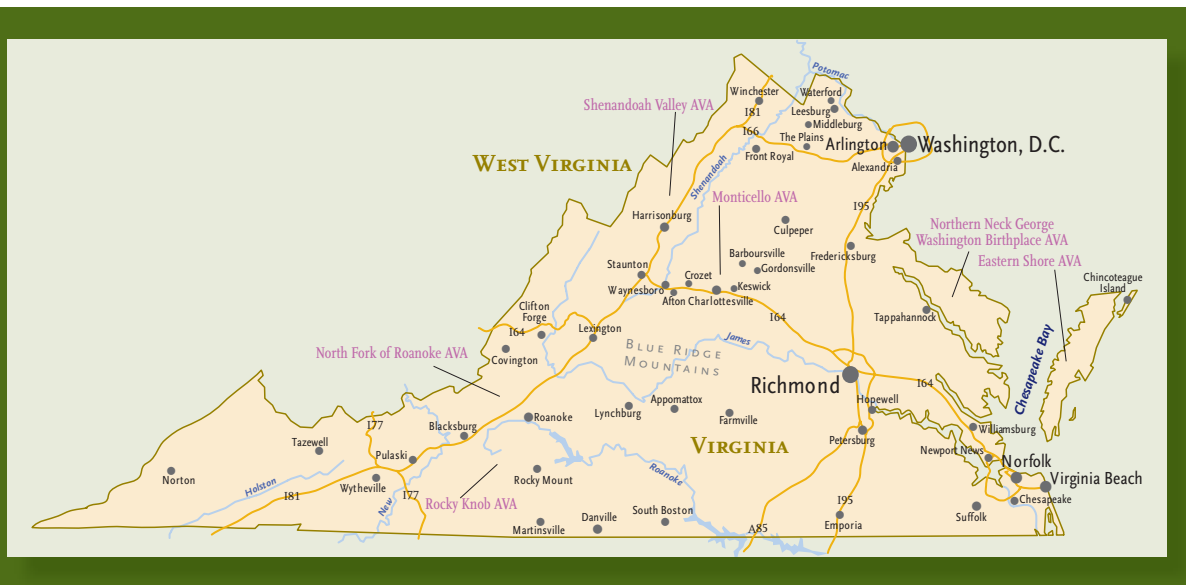 Potomac
Winchester
Waterford
Shenandoah Valley AVA
I81
Leesburg
Middleburg
I66
The Plains
Arlington
Washington, D.C.
Front Royal
WEST VIRGINIA
Alexandria
Shenandoah
Monticello AVA
I95
Harrisonburg
Culpeper
Northern Neck George
Washington Birthplace AVA
Barboursville
Fredericksburg
Eastern Shore AVA
Staunton
Gordonsville
Crozet
Chincoteague
Island
Waynesboro
Keswick
Afton
Charlottesville
Clifton
Forge
I64
Tappahannock
Lexington
I64
James
BLUE RIDGE
MOUNTAINS
North Fork of Roanoke AVA
Covington
Chesapeake Bay
Richmond
I64
Appomattox
Hopewell
Lynchburg
Roanoke
Farmville
I77
Blacksburg
Williamsburg
Tazewell
VIRGINIA
Petersburg
Newport News
Pulaski
Norfolk
Norton
Roanoke
Rocky Mount
Virginia Beach
Holston
Wytheville
I81
I77
New
Rocky Knob AVA
I95
Chesapeake
South Boston
Danville
Suffolk
Martinsville
A85
Emporia